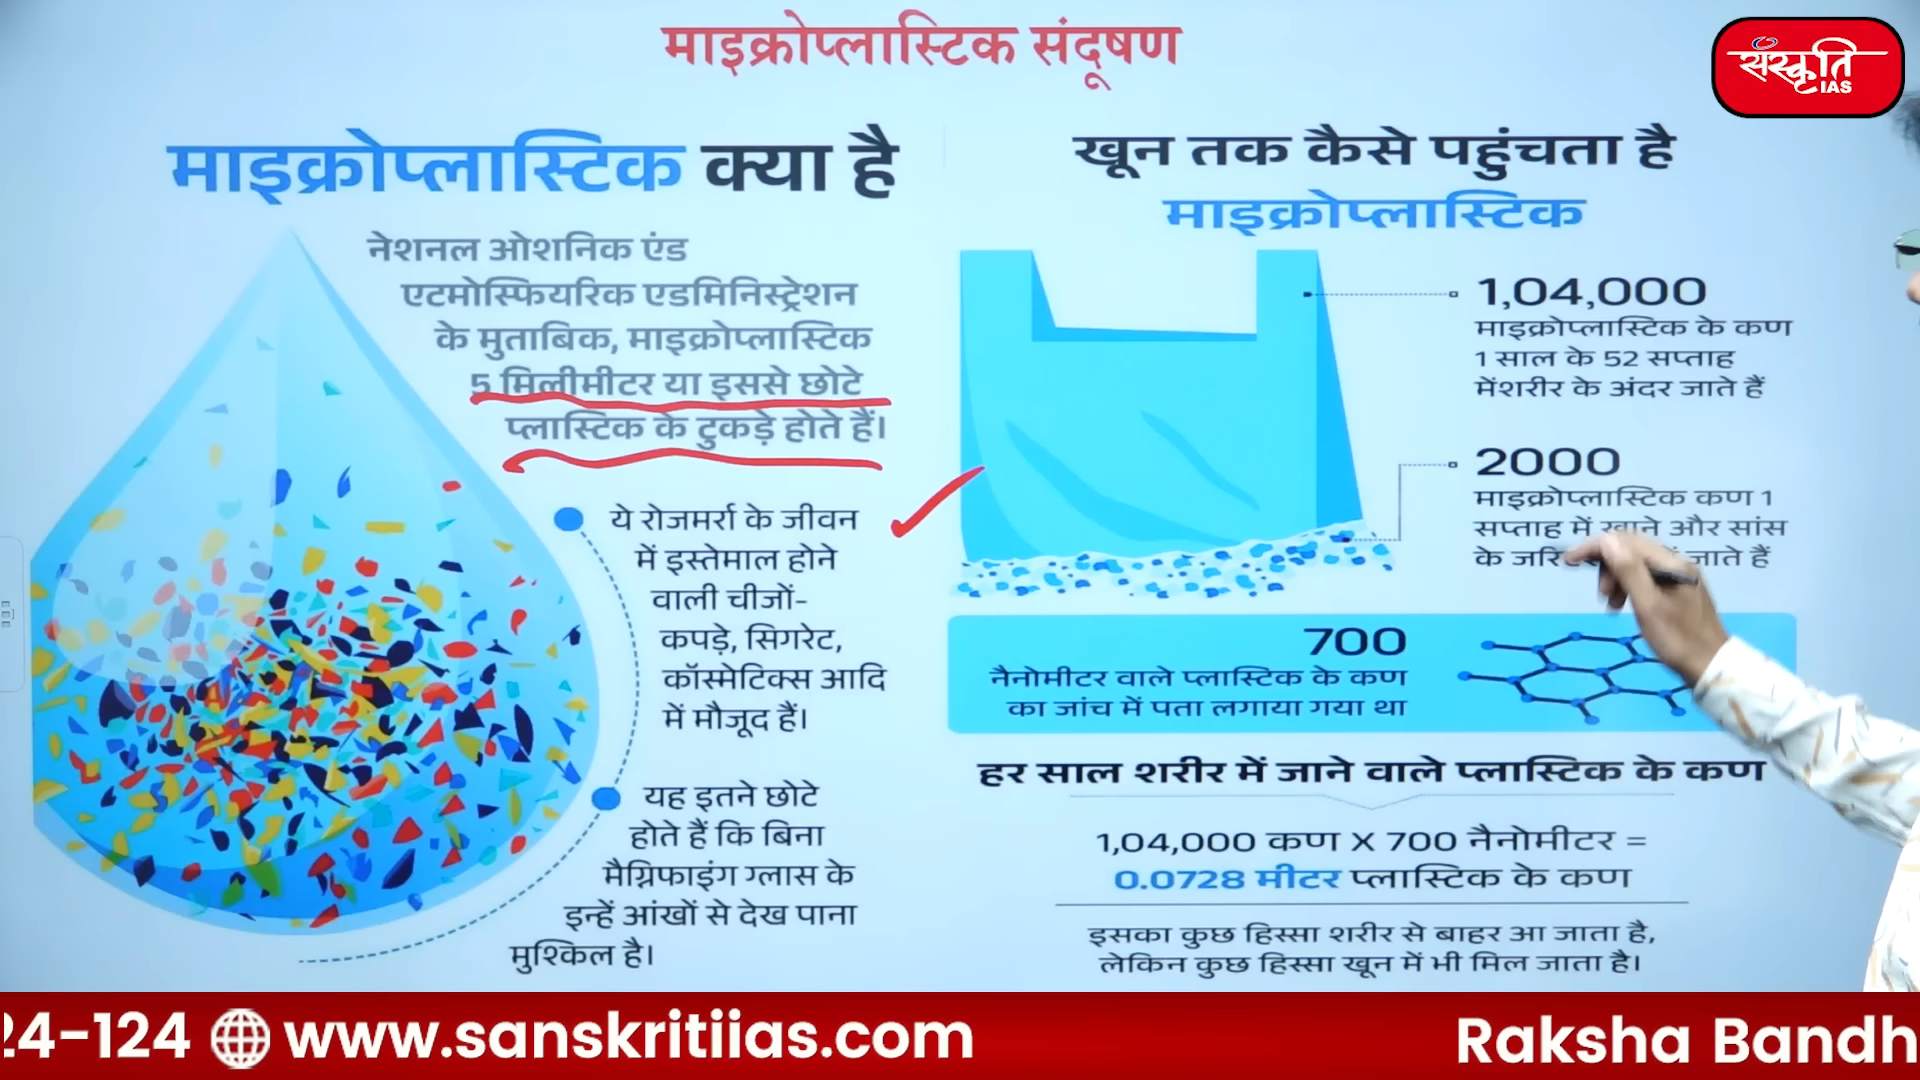 माइक्रोप्लास्टिक संदूषण
संस्कृति
IAS
माइक्रोप्लास्टिक क्या है
नेशनल ओशनिक एंड
एटमोस्फियरिक एडमिनिस्ट्रेशन
के मुताबिक, माइक्रोप्लास्टिक
5 मिलीमीटर या इससे छोटे
प्लास्टिक के टुकड़े होते हैं।
ये रोजमर्रा के जीवन
में इस्तेमाल होने
वाली चीजों-
कपड़े, सिगरेट,
कॉस्मेटिक्स आदि
में मौजूद हैं।
यह इतने छोटे
होते हैं कि बिना
मैग्निफाइंग ग्लास के
इन्हें आंखों से देख पाना
मुश्किल है।
खून तक कैसे पहुंचता है
माइक्रोप्लास्टिक
1,04,000
माइक्रोप्लास्टिक के कण
1 साल के 52 सप्ताह
मेंशरीर के अंदर जाते हैं
2000
माइक्रोप्लास्टिक कण 1
सप्ताह में खाने और सांस
के जाते हैं
700
नैनोमीटर वाले प्लास्टिक के कण
का जांच में पता लगाया गया था
हर साल शरीर में जाने वाले प्लास्टिक के कण
1,04,000 कण X 700 नैनोमीटर =
0.0728 मीटर प्लास्टिक के कण
इसका कुछ हिस्सा शरीर से बाहर आ जाता है,
लेकिन कुछ हिस्सा खून में भी मिल जाता है।
24-124 www.sanskritiias.com Raksha Bandh